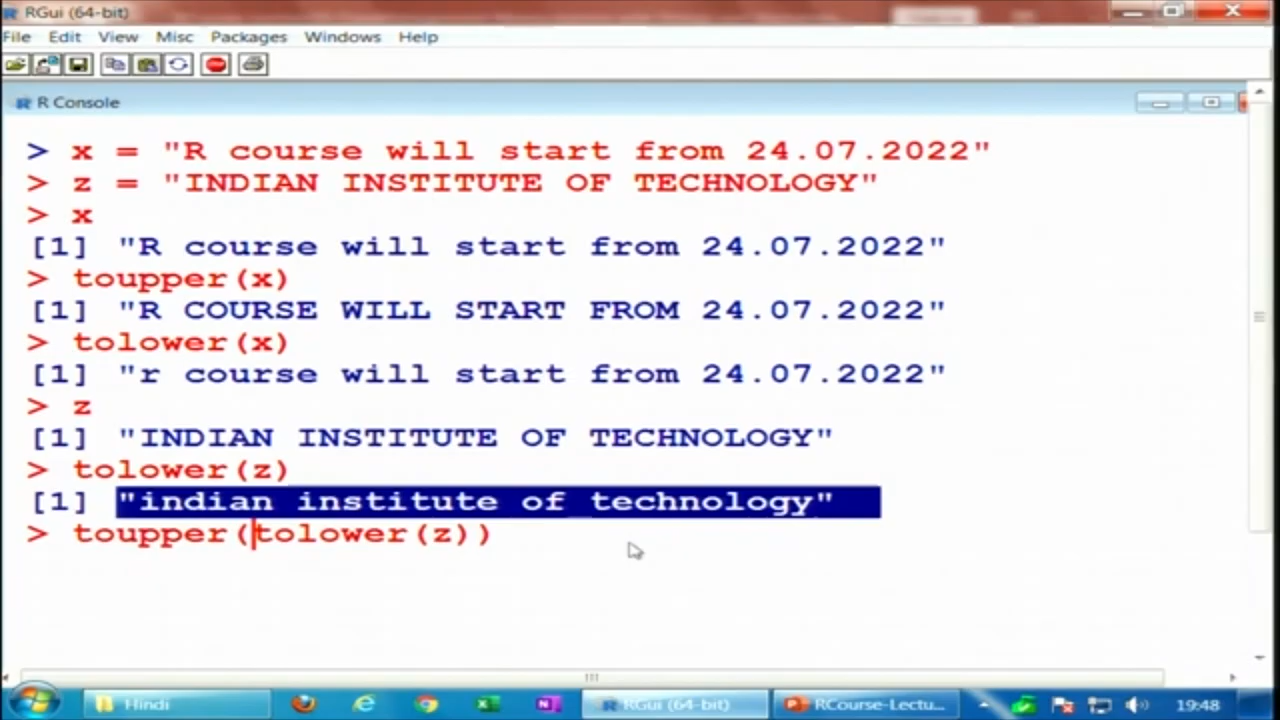 RGui (64-bit)
File Edit View Misc Packages Windows Help
R Console
> x = "R course will start from 24.07.2022"
> z = "INDIAN INSTITUTE OF TECHNOLOGY"
> x
[1] "R course will start from 24.07.2022"
> toupper(x)
[1] "R COURSE WILL START FROM 24.07.2022"
> tolower(x)
[1] "r course will start from 24.07.2022"
> z
[1] "INDIAN INSTITUTE OF TECHNOLOGY"
> tolower(z)
[1] "indian institute of technology"
> toupper(tolower(z))
Hindi RGui (64-bit) RCourse-Lectu... 19:48